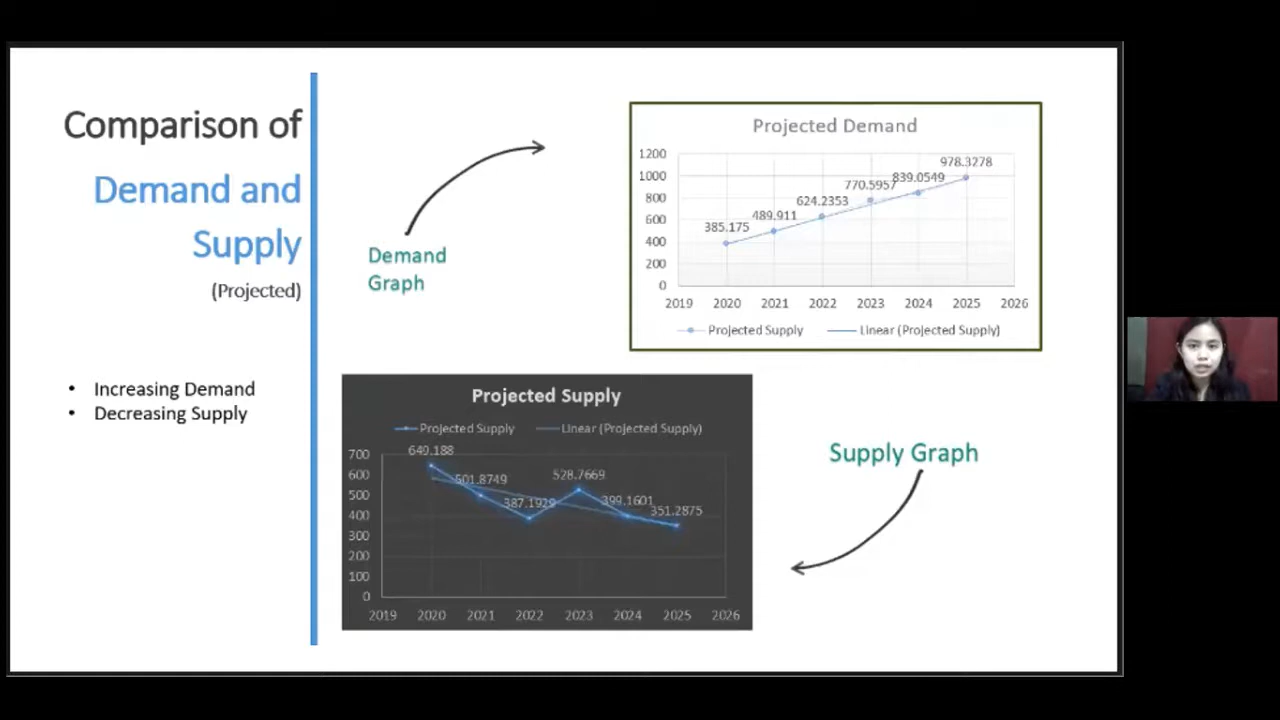 Comparison of
Demand and
Supply
(Projected)
• Increasing Demand
• Decreasing Supply
Demand
Graph
Projected Demand
1200
1000
800
600
400
200
0
385.175
489.911
624.2353
770.5957
839.0549
978.3278
2019 2020 2021 2022 2023 2024 2025 2026
Projected Supply Linear (Projected Supply)
Projected Supply
Projected Supply Linear (Projected Supply)
700
600
500
400
300
200
100
0
649.188
501.8749
387.1929
528.7669
399.1601
351.2875
2019 2020 2021 2022 2023 2024 2025 2026
Supply Graph